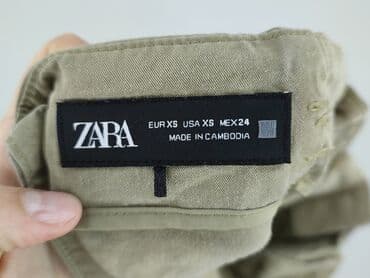 ZARA
EUR XS USA XS MEX 24
MADE IN CAMBODIA